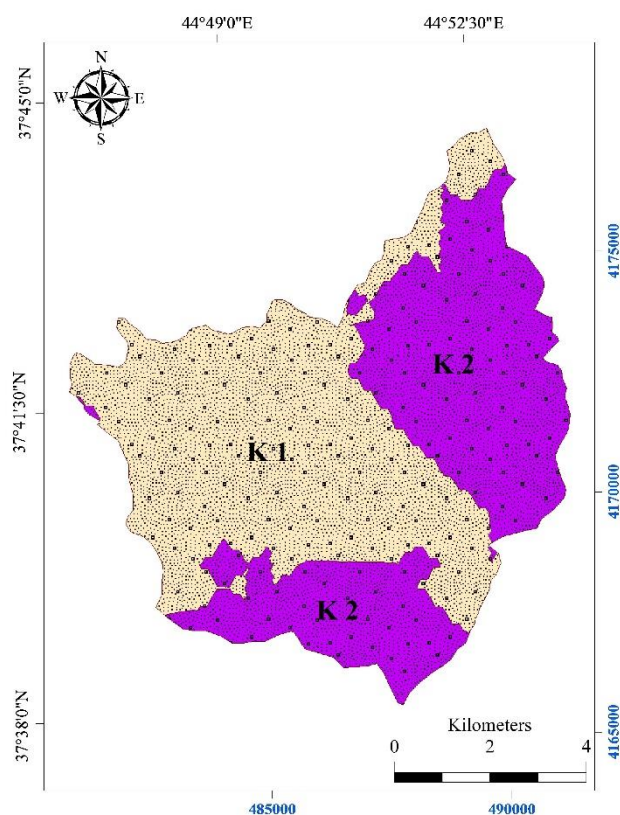 44°49'0"E 44°52'30"E
N
W E
S
37°45'0"N
4175000
K 2
37°41'30"N
K 1
4170000
K 2
37°38'0"N
4165000
Kilometers
0 2 4
485000 490000